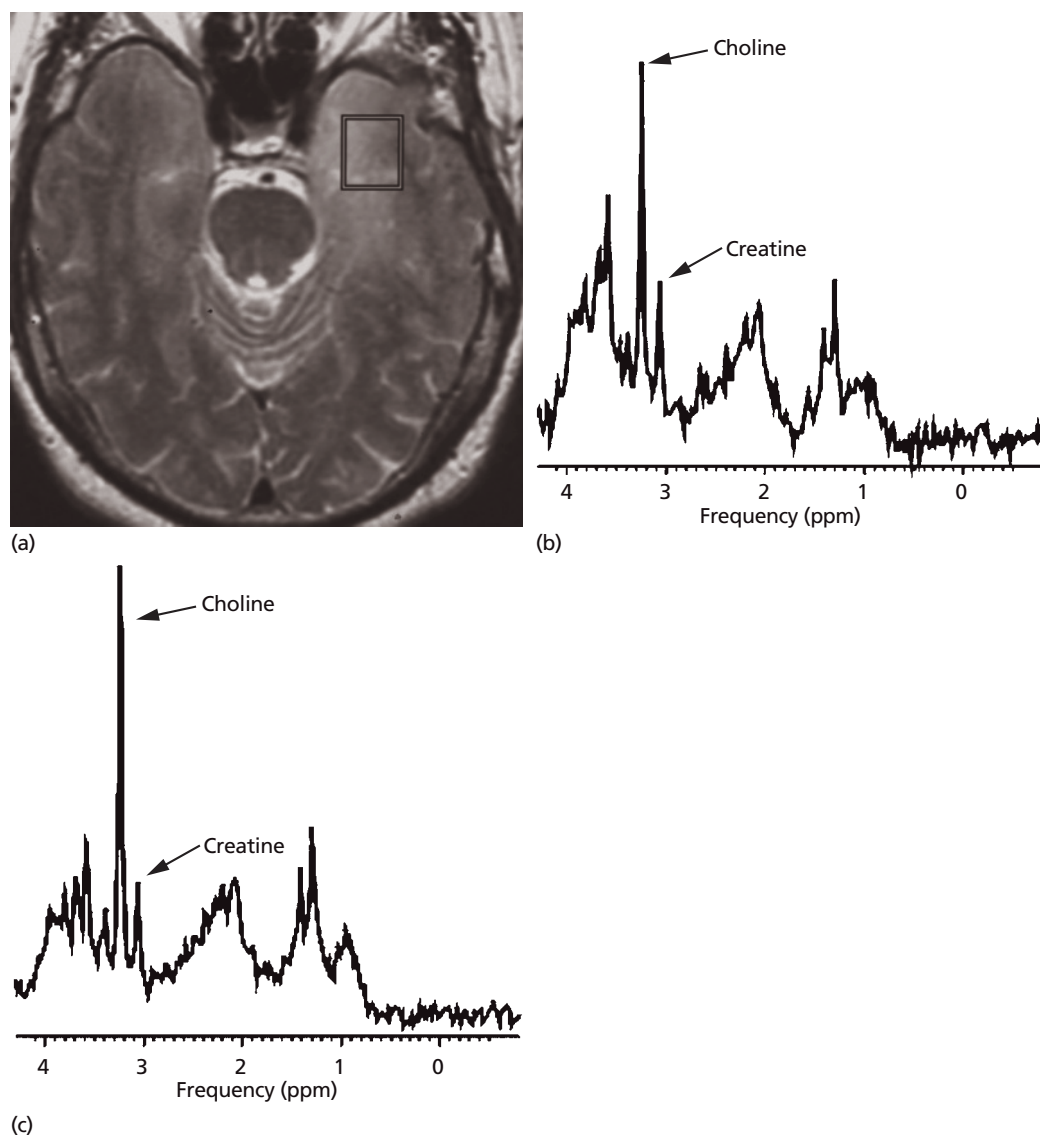 Choline
Creatine
4 3 2 1 0
Frequency (ppm)
(a)
(b)
Choline
Creatine
4 3 2 1 0
Frequency (ppm)
(c)